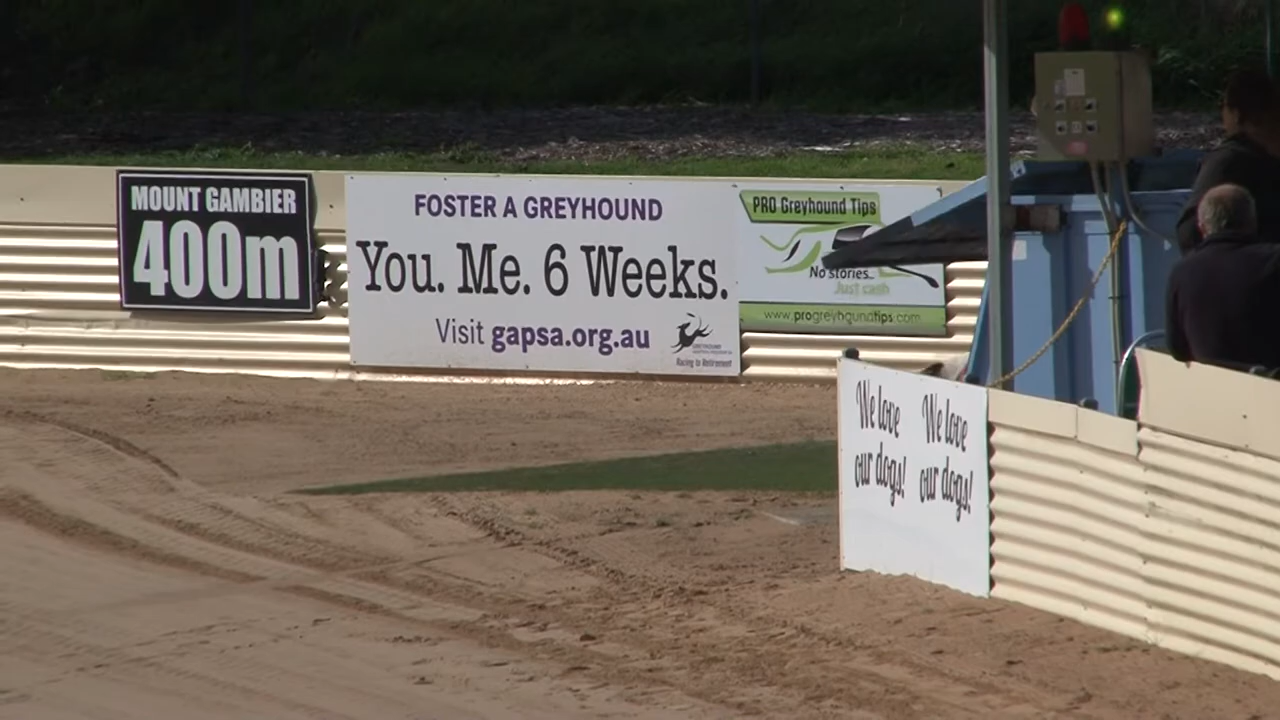 MOUNT GAMBIER
400m
FOSTER A GREYHOUND
You. Me. 6 Weeks.
Visit gapsa.org.au
GREYHOUND
Racing to Retirement
PRO Greyhound Tips
No stories...
Just cash
www.progreyhoundtips.com
We love
our dogs!
We love
our dogs!